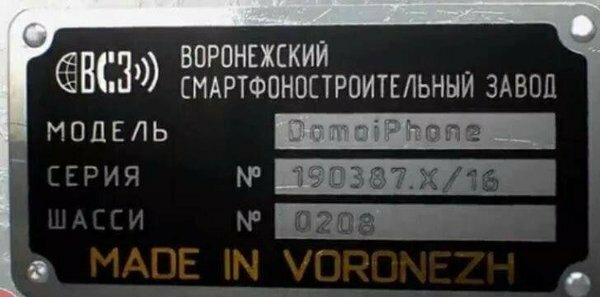 ВСЗ ВОРОНЕЖСКИЙ
СМАРТФОНОСТРОИТЕЛЬНЫЙ ЗАВОД
МОДЕЛЬ DomoiPhone
СЕРИЯ № 190387.X/16
ШАССИ № 0208
MADE IN VORONEZH